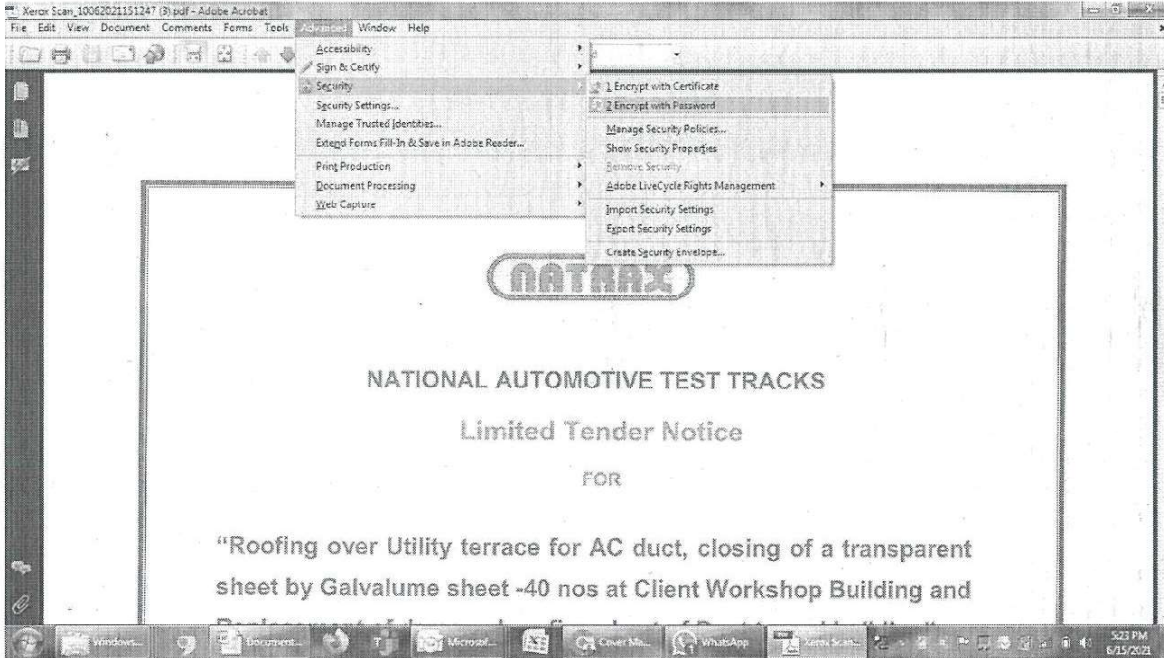 Xerox Scan_10062021151247 (3).pdf - Adobe Acrobat
File Edit View Document Comments Forms Tools Advanced Window Help
Accessibility
Sign & Certify
Security
Security Settings...
Manage Trusted Identities...
Extend Forms Fill-In & Save in Adobe Reader...
Print Production
Document Processing
Web Capture
1 Encrypt with Certificate
2 Encrypt with Password
Manage Security Policies...
Show Security Properties
Remove Security
Adobe LiveCycle Rights Management
Import Security Settings
Export Security Settings
Create Security Envelope...
NATRAX
NATIONAL AUTOMOTIVE TEST TRACKS
Limited Tender Notice
FOR
“Roofing over Utility terrace for AC duct, closing of a transparent
sheet by Galvalume sheet -40 nos at Client Workshop Building and
Windows... Document... Microsof... Cover Ma... WhatsApp Xerox Scan...
5:23 PM
6/15/2021